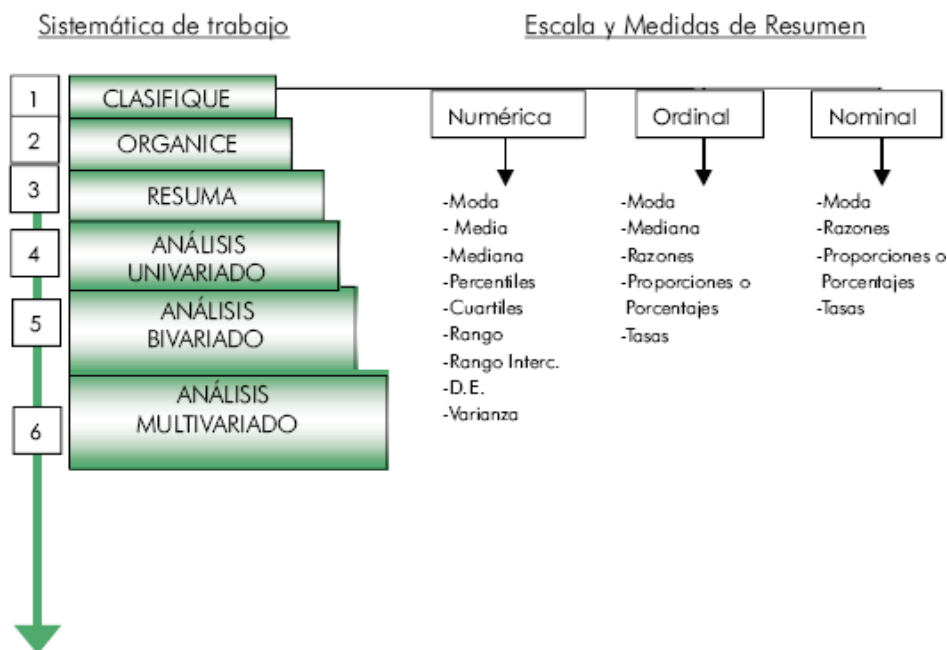 Sistemática de trabajo
Escala y Medidas de Resumen
1
CLASIFIQUE
2
ORGANICE
3
RESUMA
4
ANÁLISIS
UNIVARIADO
5
ANÁLISIS
BIVARIADO
6
ANÁLISIS
MULTIVARIADO
Numérica
-Moda
- Media
-Mediana
-Percentiles
-Cuartiles
-Rango
-Rango Interc.
-D.E.
-Varianza
Ordinal
-Moda
-Mediana
-Razones
-Proporciones o
Porcentajes
-Tasas
Nominal
-Moda
-Razones
-Proporciones o
Porcentajes
-Tasas